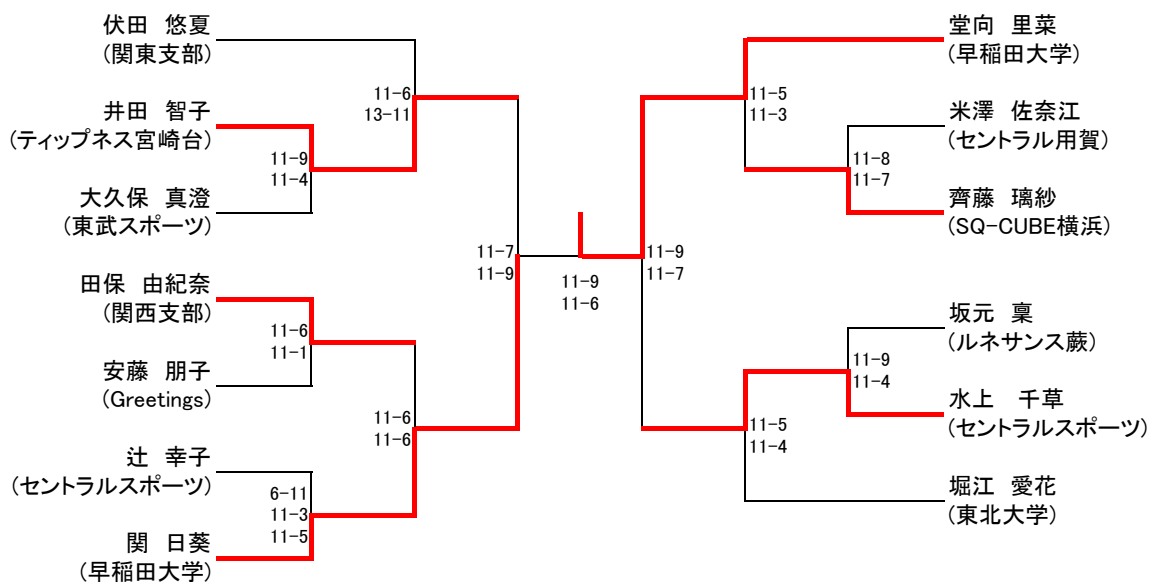 伏田　悠夏
(関東支部)
11-6
13-11
井田　智子
(ティップネス宮崎台)
11-9
11-4
大久保　真澄
(東武スポーツ)
11-7
11-9
田保　由紀奈
(関西支部)
11-6
11-1
安藤　朋子
(Greetings)
11-6
11-6
辻　幸子
(セントラルスポーツ)
6-11
11-3
11-5
関　日葵
(早稲田大学)
11-9
11-6
堂向　里菜
(早稲田大学)
11-5
11-3
米澤　佐奈江
(セントラル用賀)
11-8
11-7
齊藤　璃紗
(SQ-CUBE横浜)
11-9
11-7
坂元　稟
(ルネサンス蕨)
11-9
11-4
水上　千草
(セントラルスポーツ)
11-5
11-4
堀江　愛花
(東北大学)